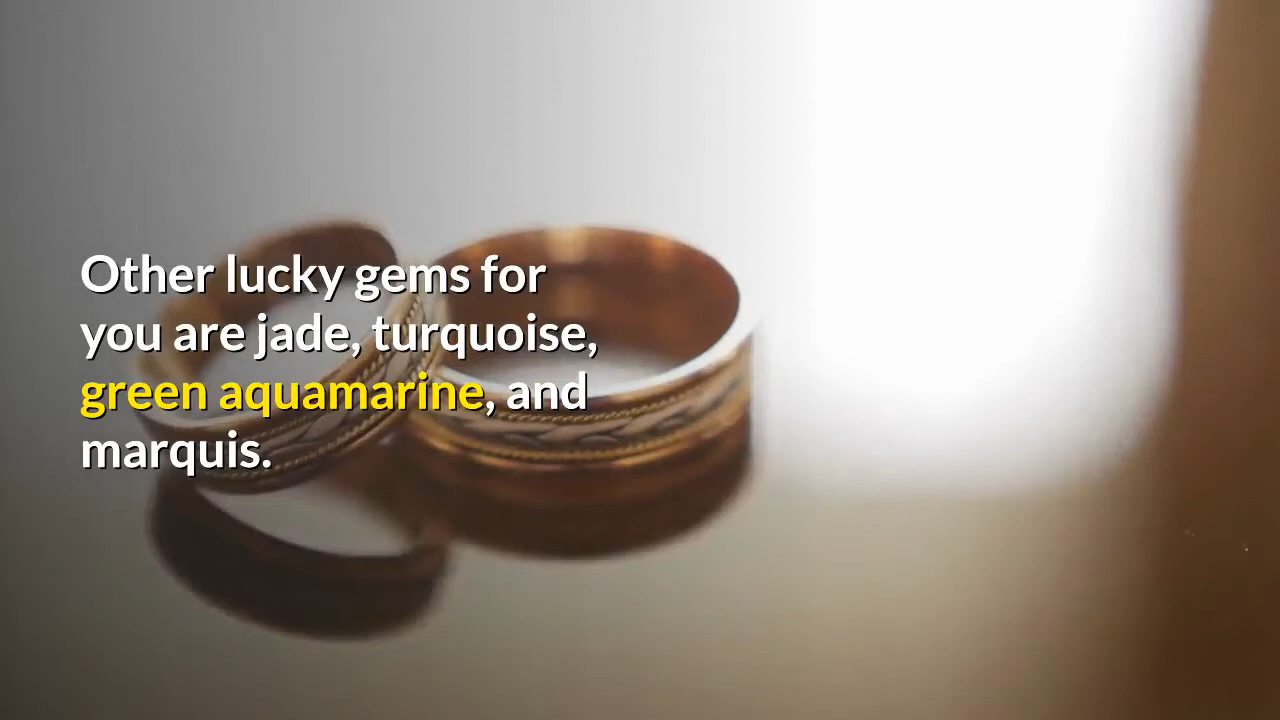 Other lucky gems for
you are jade, turquoise,
green aquamarine, and
marquis.